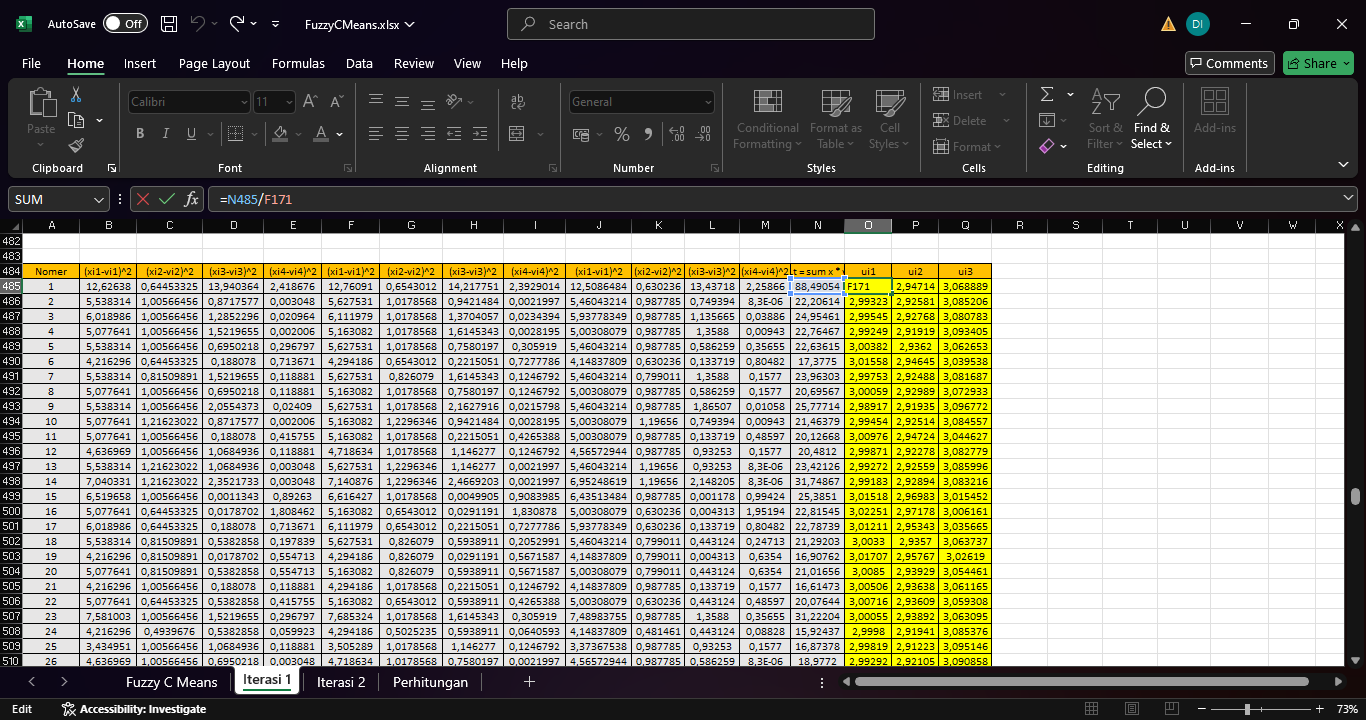 AutoSave Off FuzzyCMeans.xlsx Search DI
File Home Insert Page Layout Formulas Data Review View Help Comments Share
Paste Calibri 11 General Conditional Formatting Format as Table Cell Styles Insert Delete Format Sort & Filter Find & Select Add-ins
Clipboard Font Alignment Number Styles Cells Editing Add-ins
SUM =N485/F171
A B C D E F G H I J K L M N O P Q R S T U V W X
482
483
484 Nomer (xi1-vi1)^2 (xi2-vi2)^2 (xi3-vi3)^2 (xi4-vi4)^2 (xi1-vi1)^2 (xi2-vi2)^2 (xi3-vi3)^2 (xi4-vi4)^2 (xi1-vi1)^2 (xi2-vi2)^2 (xi3-vi3)^2 (xi4-vi4)^2 Lt = sum x * ui1 ui2 ui3
485 1 12,62638 0,64453325 13,940364 2,418676 12,76091 0,6543012 14,217751 2,3929014 12,5086484 0,630236 13,43718 2,25866 88,49054 F171 2,94714 3,068889
486 2 5,538314 1,00566456 0,8717577 0,003048 5,627531 1,0178568 0,9421484 0,0021997 5,46043214 0,987785 0,749394 8,3E-06 22,20614 2,99323 2,92581 3,085206
487 3 6,018986 1,00566456 1,2852296 0,020964 6,111979 1,0178568 1,3704057 0,0234394 5,93778349 0,987785 1,135665 0,03886 24,95461 2,99545 2,92768 3,080783
488 4 5,077641 1,00566456 1,5219655 0,002006 5,163082 1,0178568 1,6145343 0,0028195 5,00308079 0,987785 1,3588 0,00943 22,76467 2,99249 2,91919 3,093405
489 5 5,538314 1,00566456 0,6950218 0,296797 5,627531 1,0178568 0,7580197 0,305919 5,46043214 0,987785 0,586259 0,35655 22,63615 3,00382 2,9362 3,062653
490 6 4,216296 0,64453325 0,188078 0,713671 4,294186 0,6543012 0,2215051 0,7277786 4,14837809 0,630236 0,133719 0,80482 17,3775 3,01558 2,94645 3,039538
491 7 5,538314 0,81509891 1,5219655 0,118881 5,627531 0,826079 1,6145343 0,1246792 5,46043214 0,799011 1,3588 0,1577 23,96303 2,99753 2,92488 3,081687
492 8 5,077641 1,00566456 0,6950218 0,118881 5,163082 1,0178568 0,7580197 0,1246792 5,00308079 0,987785 0,586259 0,1577 20,69567 3,00059 2,92989 3,072933
493 9 5,538314 1,00566456 2,0554373 0,02409 5,627531 1,0178568 2,1627916 0,0215798 5,46043214 0,987785 1,86507 0,01058 25,77714 2,98917 2,91935 3,096772
494 10 5,077641 1,21623022 0,8717577 0,002006 5,163082 1,2296346 0,9421484 0,0028195 5,00308079 1,19656 0,749394 0,00943 21,46379 2,99454 2,92514 3,084557
495 11 5,077641 1,00566456 0,188078 0,415755 5,163082 1,0178568 0,2215051 0,4265388 5,00308079 0,987785 0,133719 0,48597 20,12668 3,00976 2,94724 3,044627
496 12 4,636969 1,00566456 1,0684936 0,118881 4,718634 1,0178568 1,146277 0,1246792 4,56572944 0,987785 0,93253 0,1577 20,4812 2,99871 2,92278 3,082779
497 13 5,538314 1,21623022 1,0684936 0,003048 5,627531 1,2296346 1,146277 0,0021997 5,46043214 1,19656 0,93253 8,3E-06 23,42126 2,99272 2,92559 3,085996
498 14 7,040331 1,21623022 2,3521733 0,003048 7,140876 1,2296346 2,4669203 0,0021997 6,95248619 1,19656 2,148205 8,3E-06 31,74867 2,99183 2,92894 3,083216
499 15 6,519658 1,00566456 0,0011343 0,89263 6,616427 1,0178568 0,0049905 0,9083985 6,43513484 0,987785 0,001178 0,99424 25,3851 3,01518 2,96983 3,015452
500 16 5,077641 0,64453325 0,0178702 1,808462 5,163082 0,6543012 0,0291191 1,830878 5,00308079 0,630236 0,004313 1,95194 22,81545 3,02251 2,97178 3,006161
501 17 6,018986 0,64453325 0,188078 0,713671 6,111979 0,6543012 0,2215051 0,7277786 5,93778349 0,630236 0,133719 0,80482 22,78739 3,01211 2,95343 3,035665
502 18 5,538314 0,81509891 0,5382858 0,197839 5,627531 0,826079 0,5938911 0,2052991 5,46043214 0,799011 0,443124 0,24713 21,29203 3,0033 2,9357 3,063737
503 19 4,216296 0,81509891 0,0178702 0,554713 4,294186 0,826079 0,0291191 0,5671587 4,14837809 0,799011 0,004313 0,6354 16,90762 3,01707 2,95767 3,02619
504 20 5,077641 0,81509891 0,5382858 0,554713 5,163082 0,826079 0,5938911 0,5671587 5,00308079 0,799011 0,443124 0,6354 21,01656 3,0085 2,93929 3,054461
505 21 4,216296 1,00566456 0,188078 0,118881 4,294186 1,0178568 0,2215051 0,1246792 4,14837809 0,987785 0,133719 0,1577 16,61473 3,00506 2,93638 3,061165
506 22 5,077641 0,64453325 0,5382858 0,415755 5,163082 0,6543012 0,5938911 0,4265388 5,00308079 0,630236 0,443124 0,48597 20,07644 3,00716 2,93609 3,059308
507 23 7,581003 1,00566456 1,5219655 0,296797 7,685324 1,0178568 1,6145343 0,305919 7,48983755 0,987785 1,3588 0,35655 31,22204 3,00055 2,93892 3,063095
508 24 4,216296 0,4939676 0,5382858 0,059923 4,294186 0,5025235 0,5938911 0,0640593 4,14837809 0,481461 0,443124 0,08828 15,92437 2,9998 2,91941 3,085376
509 25 3,434951 1,00566456 1,0684936 0,118881 3,505289 1,0178568 1,146277 0,1246792 3,37367538 0,987785 0,93253 0,1577 16,87378 2,99819 2,91223 3,095146
510 26 4,636969 1,00566456 0,6950218 0,003048 4,718634 1,0178568 0,7580197 0,0021997 4,56572944 0,987785 0,586259 8,3E-06 18,9772 2,99292 2,92105 3,090858
Fuzzy C Means Iterasi 1 Iterasi 2 Perhitungan
Edit Accessibility: Investigate 73%